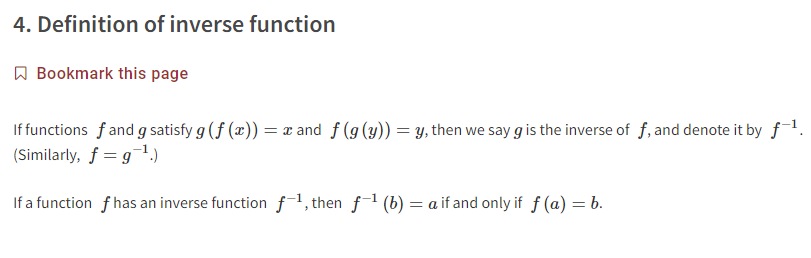 4. Definition of inverse function
Bookmark this page
If functions f and g satisfy g (f (x)) = x and f (g (y)) = y, then we say g is the inverse of f, and denote it by f⁻¹.
(Similarly, f = g⁻¹.)
If a function f has an inverse function f⁻¹, then f⁻¹ (b) = a if and only if f (a) = b.